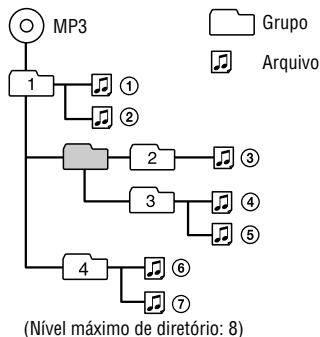 MP3
Grupo
Arquivo
1
①
②
2
③
3
④
⑤
4
⑥
⑦
(Nível máximo de diretório: 8)